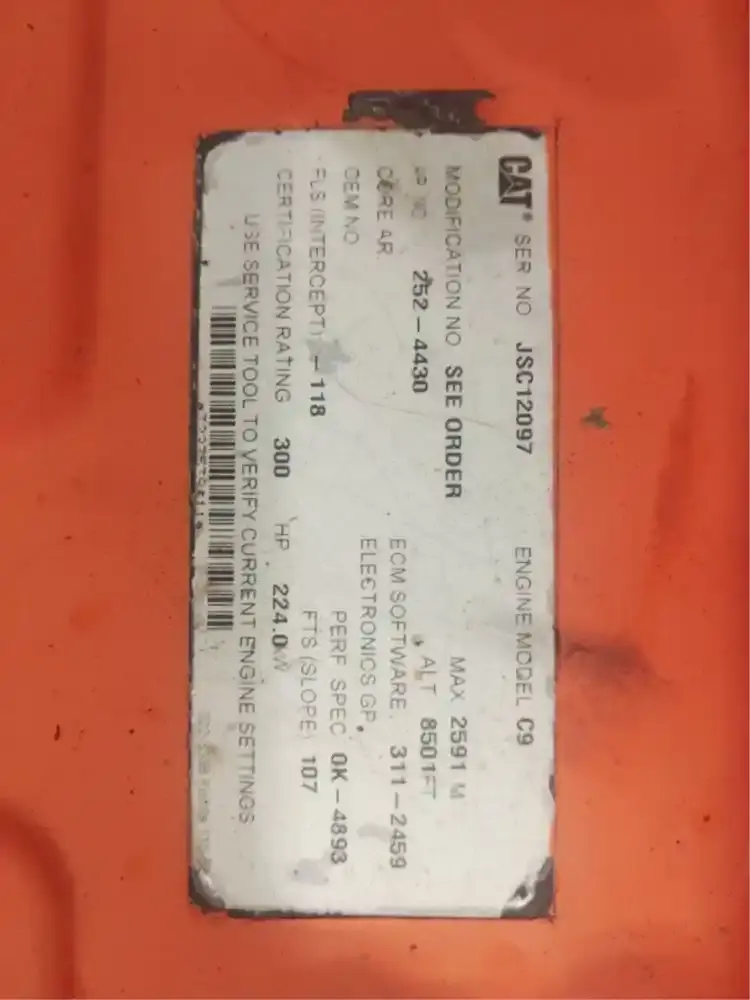 CAT® SER NO JSC12097 ENGINE MODEL C9
MODIFICATION NO SEE ORDER MAX 2591 M
252-4430 ALT 8501FT
CORE AR. ECM SOFTWARE. 311-2459
OEM NO ELECTRONICS GP.
PERF SPEC 0K-4893
FLS (INTERCEPT) -118 FTS (SLOPE) 107
CERTIFICATION RATING 300 HP 224.0 KW
USE SERVICE TOOL TO VERIFY CURRENT ENGINE SETTINGS